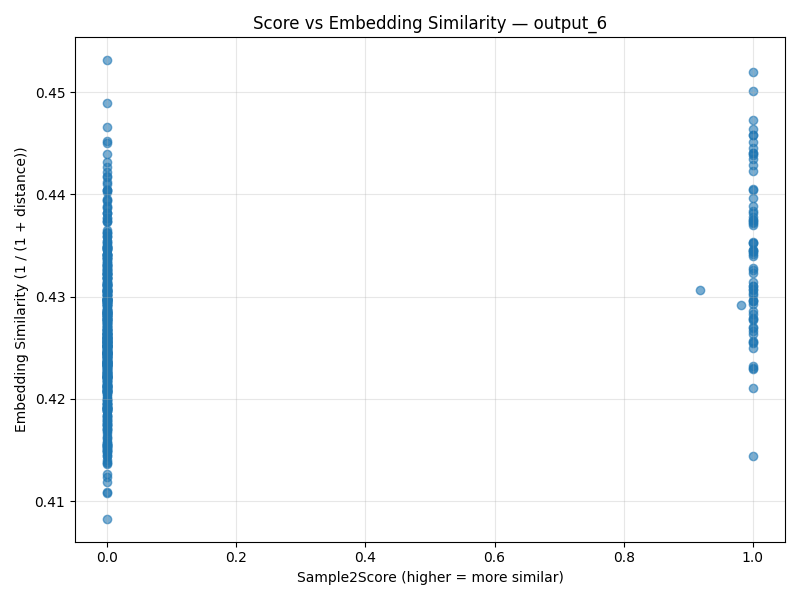 Score vs Embedding Similarity — output_6
Embedding Similarity (1 / (1 + distance))
0.45
0.44
0.43
0.42
0.41
0.0 0.2 0.4 0.6 0.8 1.0
Sample2Score (higher = more similar)